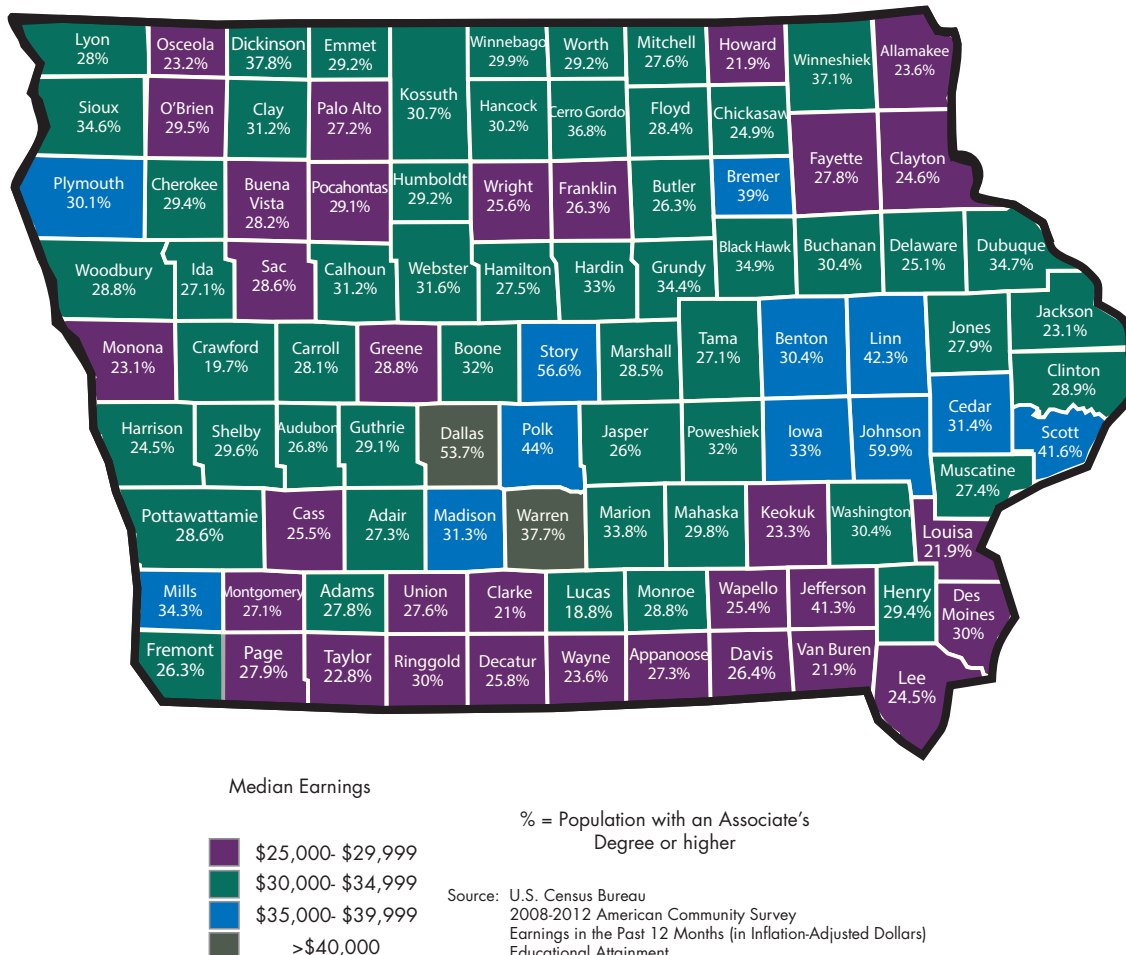 Lyon
28%
Osceola
23.2%
Dickinson
37.8%
Emmet
29.2%
Kossuth
30.7%
Winnebago
29.9%
Worth
29.2%
Mitchell
27.6%
Howard
21.9%
Winneshiek
37.1%
Allamakee
23.6%
Sioux
34.6%
O'Brien
29.5%
Clay
31.2%
Palo Alto
27.2%
Hancock
30.2%
Cerro Gordo
36.8%
Floyd
28.4%
Chickasaw
24.9%
Fayette
27.8%
Clayton
24.6%
Plymouth
30.1%
Cherokee
29.4%
Buena
Vista
28.2%
Pocahontas
29.1%
Humboldt
29.2%
Wright
25.6%
Franklin
26.3%
Butler
26.3%
Bremer
39%
Woodbury
28.8%
Ida
27.1%
Sac
28.6%
Calhoun
31.2%
Webster
31.6%
Hamilton
27.5%
Hardin
33%
Grundy
34.4%
Black Hawk
34.9%
Buchanan
30.4%
Delaware
25.1%
Dubuque
34.7%
Monona
23.1%
Crawford
19.7%
Carroll
28.1%
Greene
28.8%
Boone
32%
Story
56.6%
Marshall
28.5%
Tama
27.1%
Benton
30.4%
Linn
42.3%
Jones
27.9%
Jackson
23.1%
Clinton
28.9%
Harrison
24.5%
Shelby
29.6%
Audubon
26.8%
Guthrie
29.1%
Dallas
53.7%
Polk
44%
Jasper
26%
Poweshiek
32%
Iowa
33%
Johnson
59.9%
Cedar
31.4%
Scott
41.6%
Muscatine
27.4%
Pottawattamie
28.6%
Cass
25.5%
Adair
27.3%
Madison
31.3%
Warren
37.7%
Marion
33.8%
Mahaska
29.8%
Keokuk
23.3%
Washington
30.4%
Louisa
21.9%
Mills
34.3%
Montgomery
27.1%
Adams
27.8%
Union
27.6%
Clarke
21%
Lucas
18.8%
Monroe
28.8%
Wapello
25.4%
Jefferson
41.3%
Henry
29.4%
Des
Moines
30%
Fremont
26.3%
Page
27.9%
Taylor
22.8%
Ringgold
30%
Decatur
25.8%
Wayne
23.6%
Appanoose
27.3%
Davis
26.4%
Van Buren
21.9%
Lee
24.5%
Median Earnings
$25,000- $29,999
$30,000- $34,999
$35,000- $39,999
>$40,000
% = Population with an Associate's
Degree or higher
Source: U.S. Census Bureau
2008-2012 American Community Survey
Earnings in the Past 12 Months (in Inflation-Adjusted Dollars)
Educational Attainment